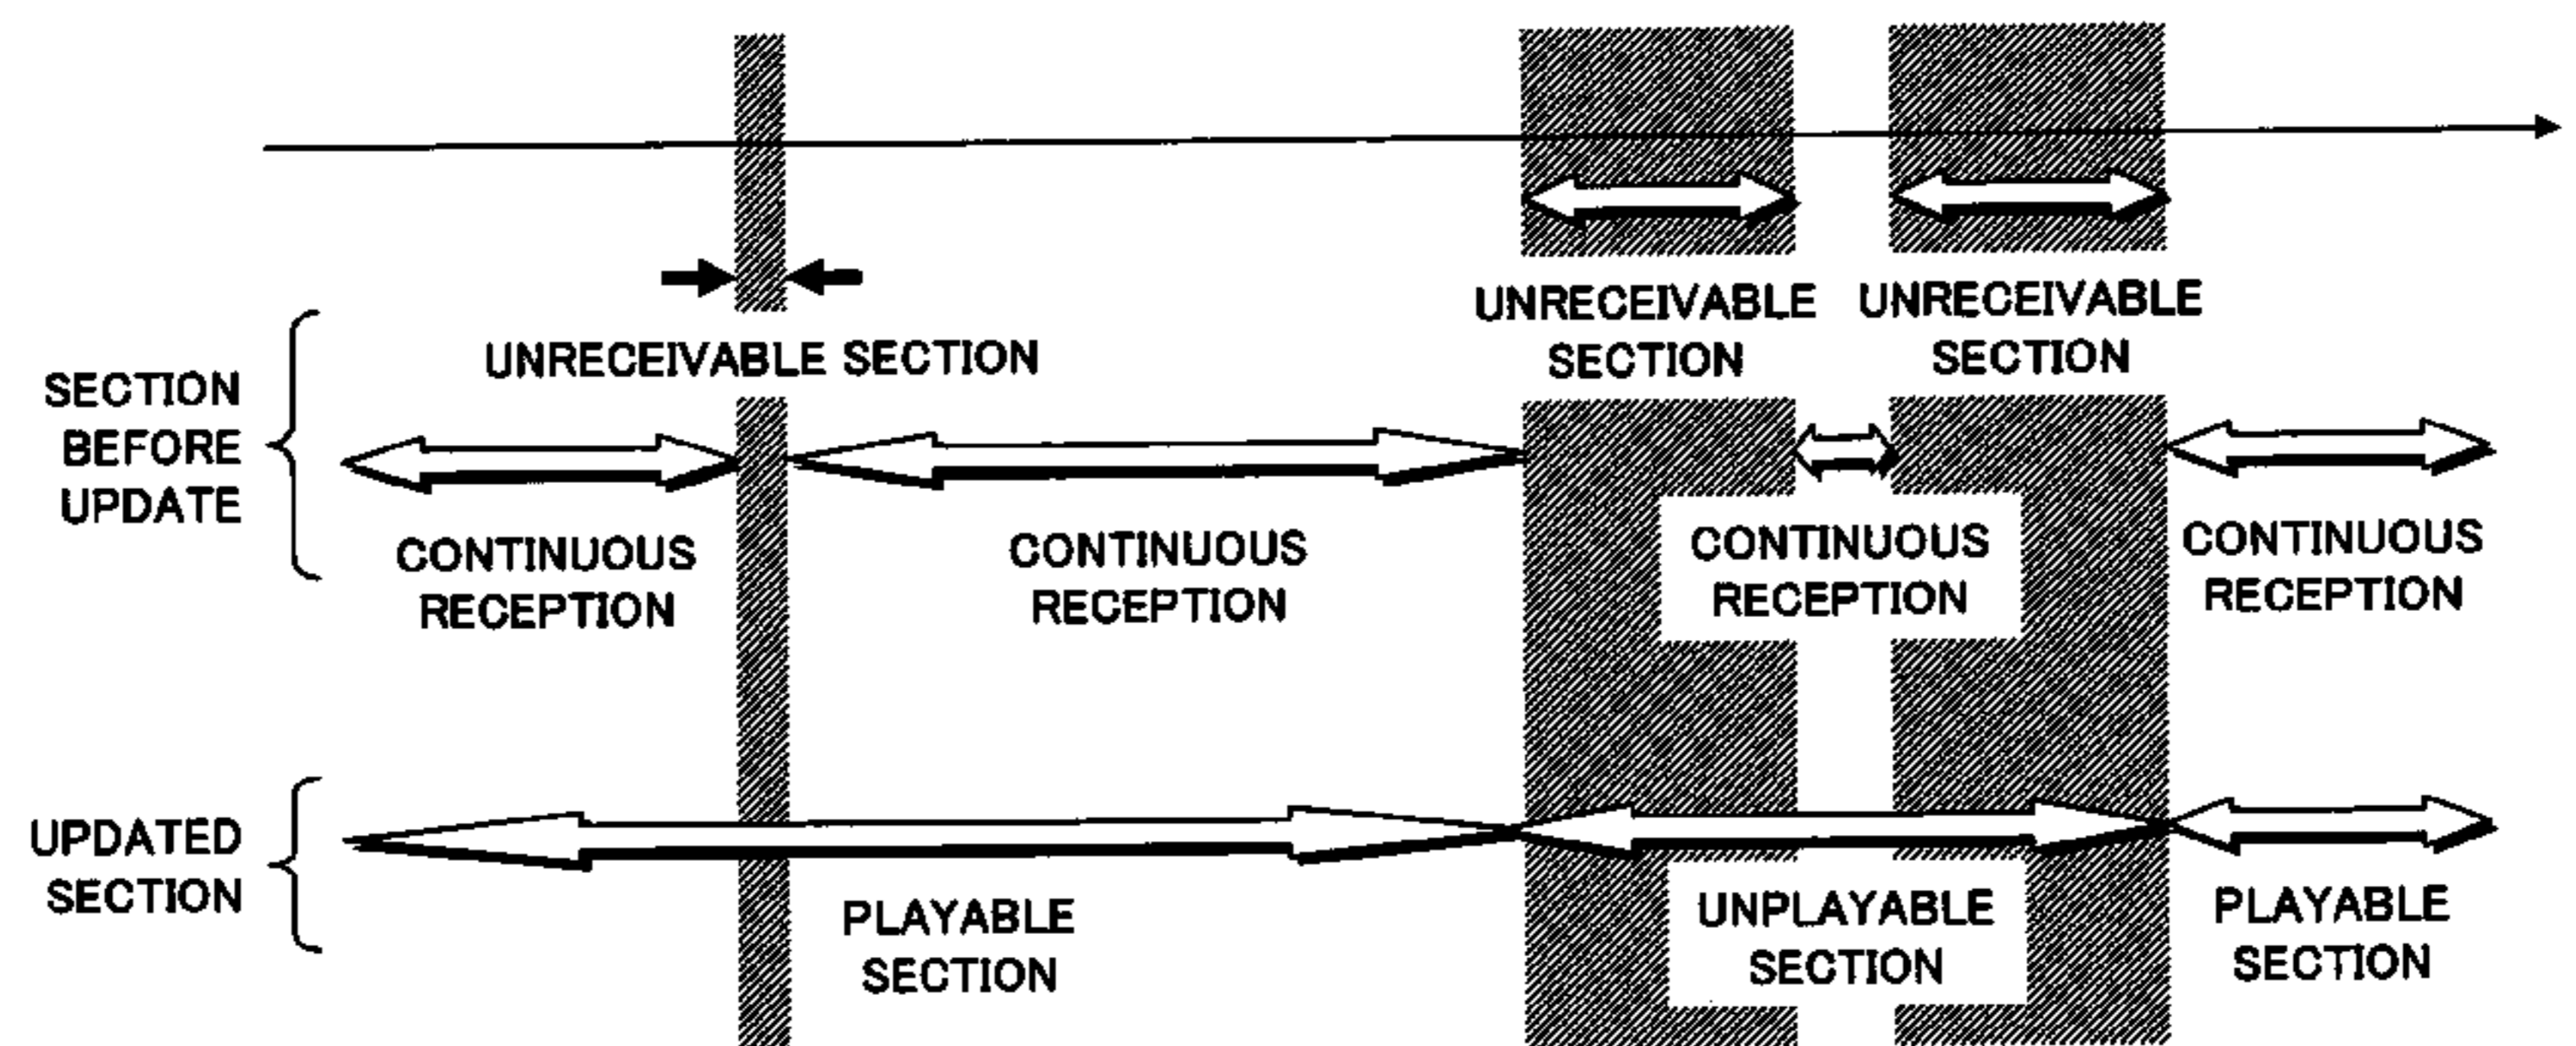 UNRECEIVABLE
SECTION
UNRECEIVABLE
SECTION
UNRECEIVABLE SECTION
SECTION
BEFORE
UPDATE
CONTINUOUS
RECEPTION
CONTINUOUS
RECEPTION
CONTINUOUS
RECEPTION
CONTINUOUS
RECEPTION
UPDATED
SECTION
PLAYABLE
SECTION
UNPLAYABLE
SECTION
PLAYABLE
SECTION